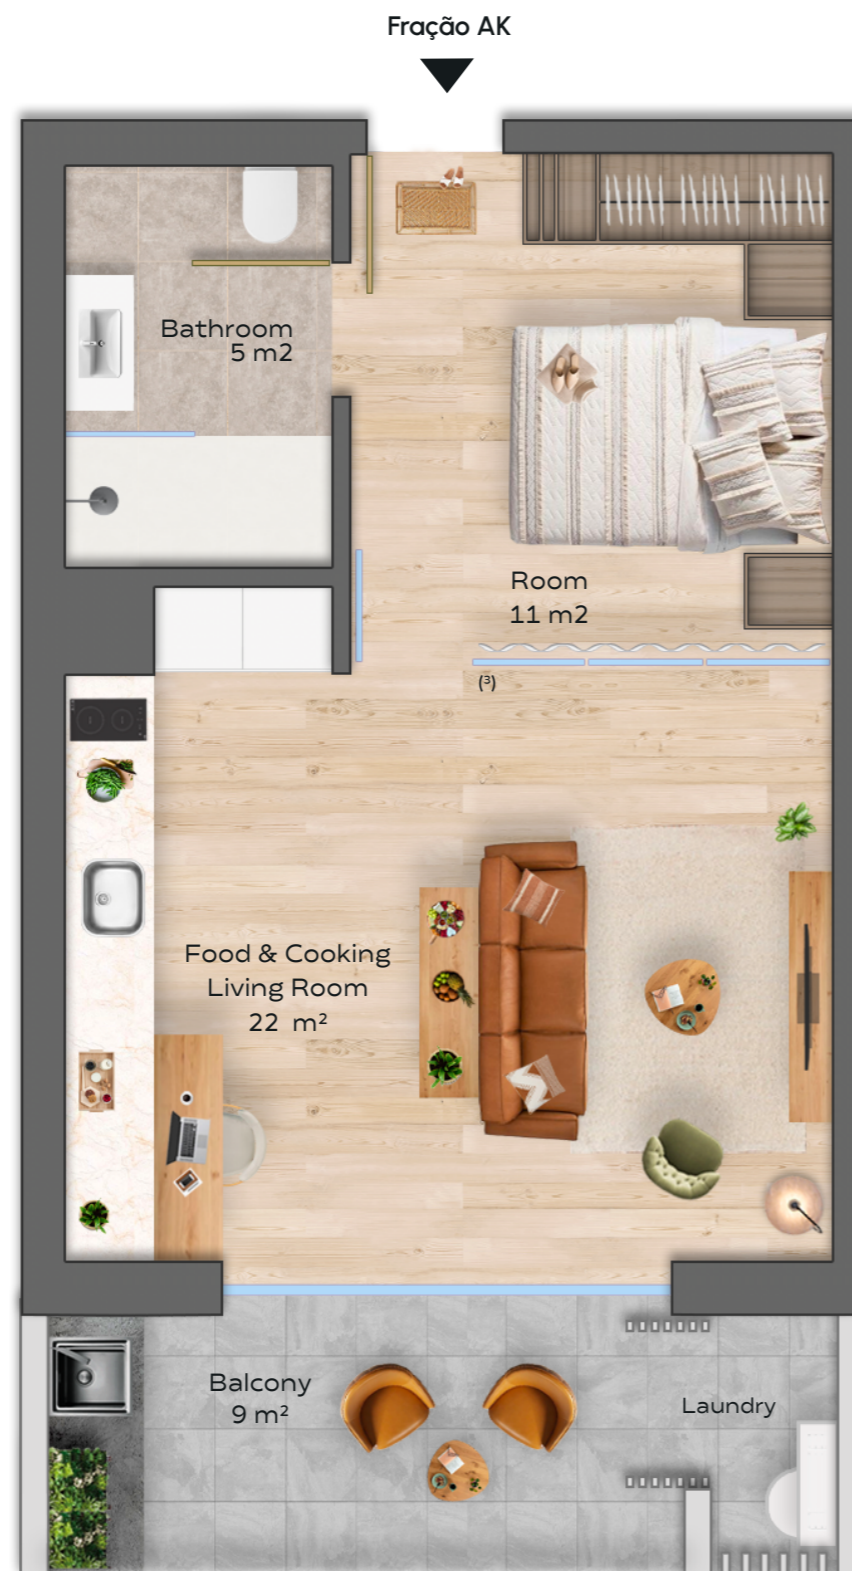 Fração AK
Bathroom
5 m2
Room
11 m2
(³)
Food & Cooking
Living Room
22 m²
Balcony
9 m²
Laundry